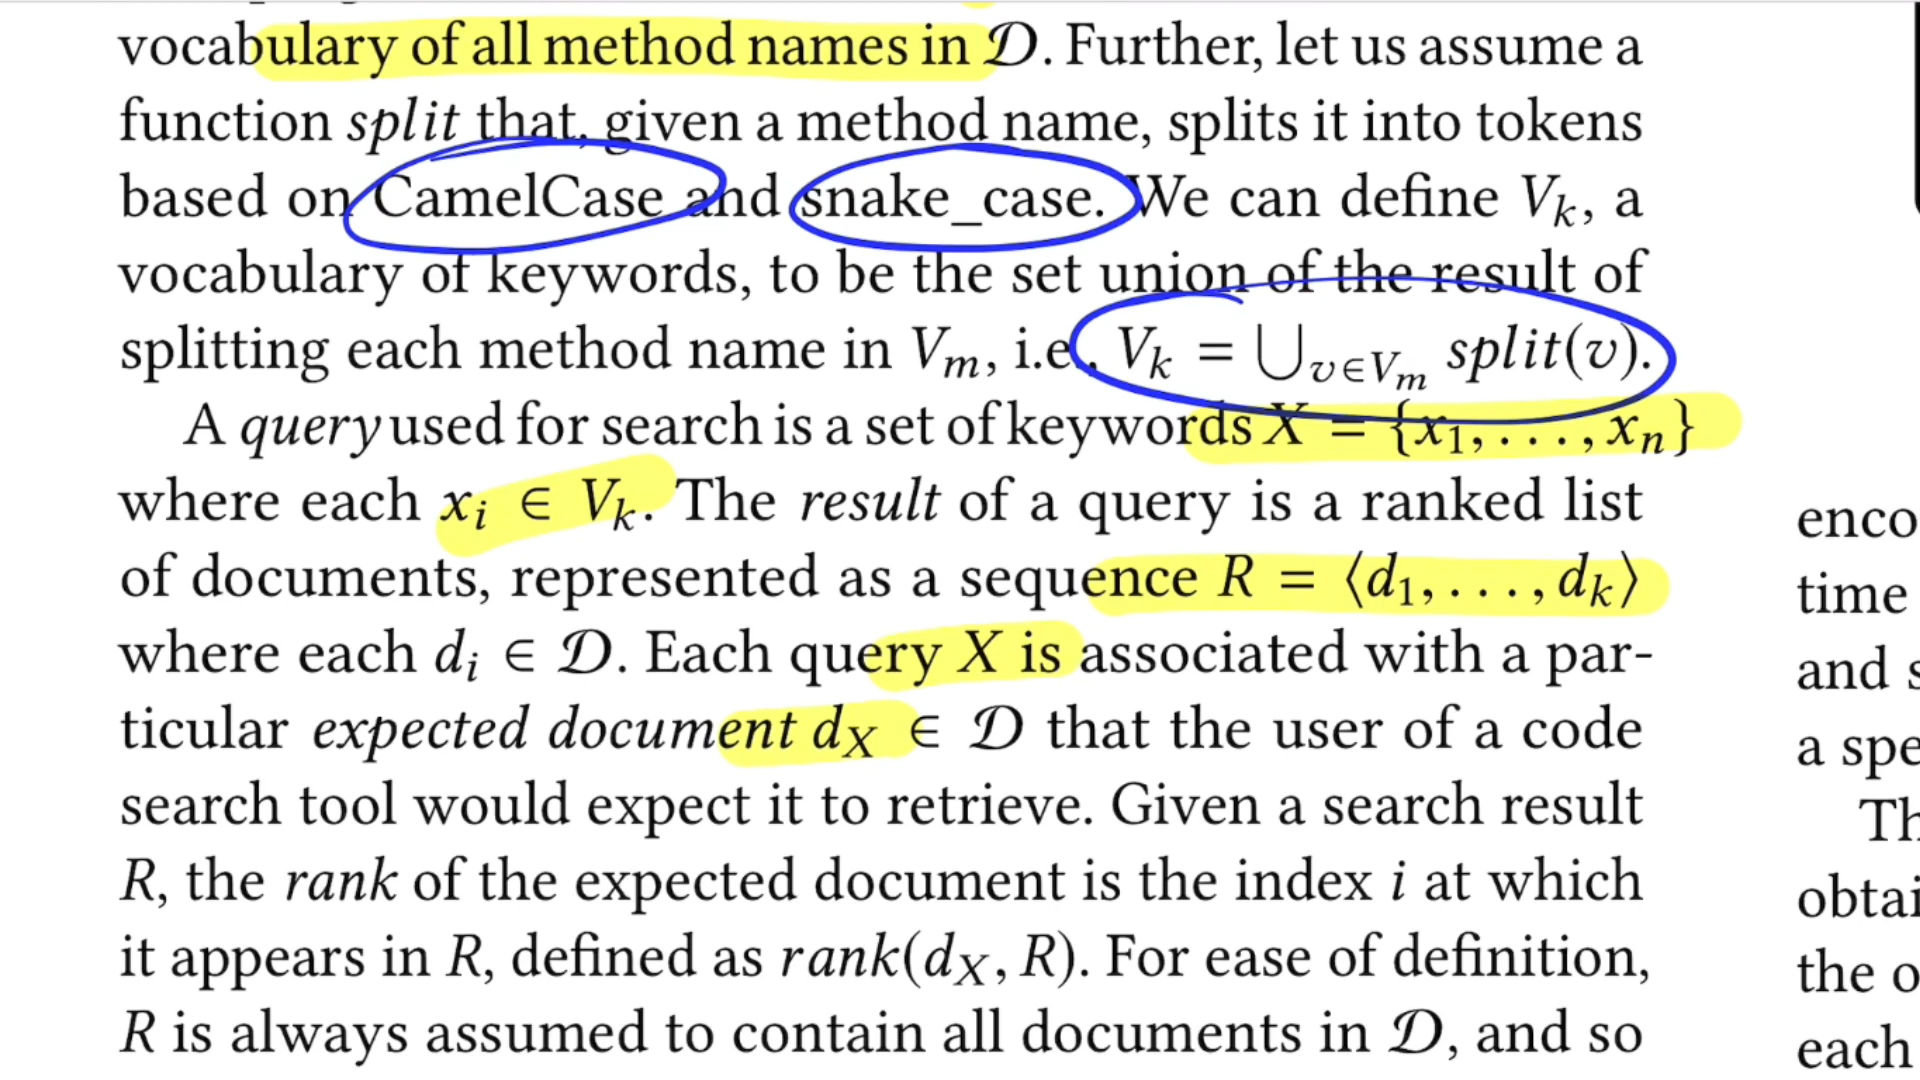 vocabulary of all method names in 𝒟. Further, let us assume a
function split that, given a method name, splits it into tokens
based on CamelCase and snake_case. We can define Vₖ, a
vocabulary of keywords, to be the set union of the result of
splitting each method name in Vₘ, i.e., Vₖ = ⋃_{v∈Vₘ} split(v).
A query used for search is a set of keywords X = {x₁, . . . , xₙ}
where each xᵢ ∈ Vₖ. The result of a query is a ranked list
of documents, represented as a sequence R = ⟨d₁, . . . , dₖ⟩
where each dᵢ ∈ 𝒟. Each query X is associated with a par-
ticular expected document d_X ∈ 𝒟 that the user of a code
search tool would expect it to retrieve. Given a search result
R, the rank of the expected document is the index i at which
it appears in R, defined as rank(d_X, R). For ease of definition,
R is always assumed to contain all documents in 𝒟, and so
enco
time
and s
a spe
Th
obtai
the o
each